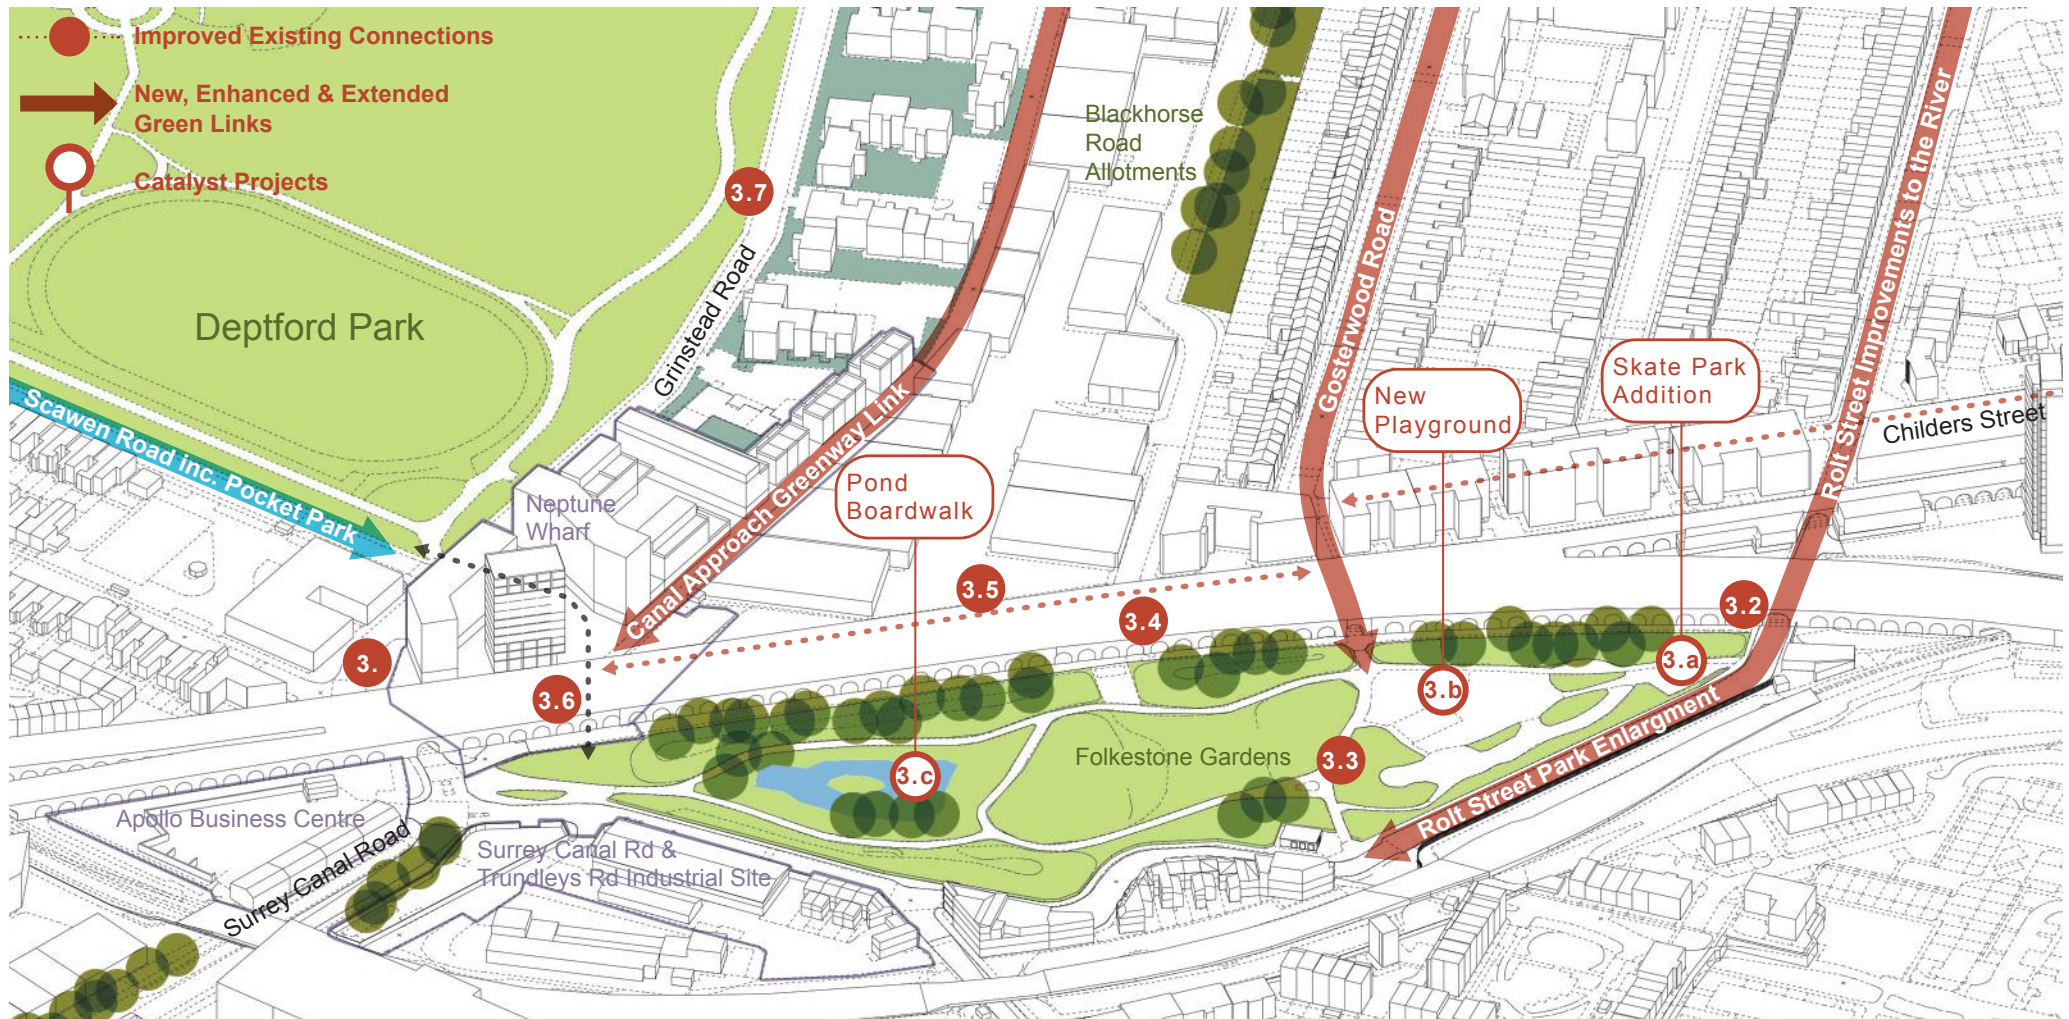 Improved Existing Connections
New, Enhanced & Extended
Green Links
Catalyst Projects
Deptford Park
3.7
Grinstead Road
Blackhorse
Road
Allotments
Gosterwood Road
Rolt Street Improvements to the River
Skate Park
Addition
New
Playground
Childers Street
Scawen Road inc. Pocket Park
Neptune
Wharf
Canal Approach Greenway Link
Pond
Boardwalk
3.5
3.4
3.2
3.
3.6
3.a
3.b
3.c
3.3
Folkestone Gardens
Rolt Street Park Enlargment
Apollo Business Centre
Surrey Canal Road
Surrey Canal Rd &
Trundleys Rd Industrial Site